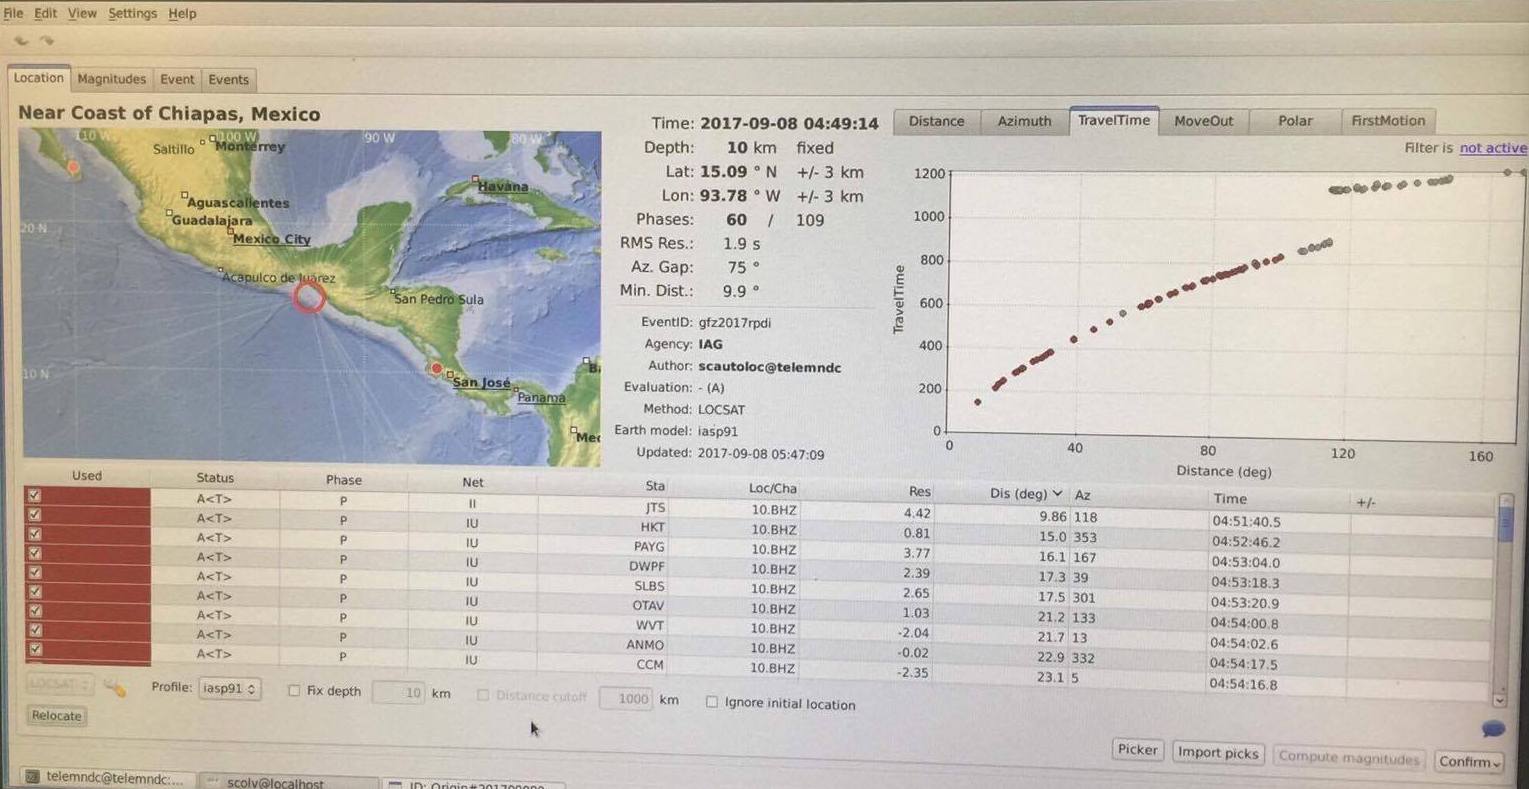 File Edit View Settings Help
Location Magnitudes Event Events
Near Coast of Chiapas, Mexico
110 W 100 W 90 W 80 W
Saltillo Monterrey
Havana
Aguascalientes
Guadalajara
20 N
Mexico City
Acapulco de Juárez
San Pedro Sula
10 N
San José
Panama
Time: 2017-09-08 04:49:14
Depth: 10 km fixed
Lat: 15.09 ° N +/- 3 km
Lon: 93.78 ° W +/- 3 km
Phases: 60 / 109
RMS Res.: 1.9 s
Az. Gap: 75 °
Min. Dist.: 9.9 °
EventID: gfz2017rpdi
Agency: IAG
Author: scautoloc@telemndc
Evaluation: - (A)
Method: LOCSAT
Earth model: iasp91
Updated: 2017-09-08 05:47:09
Distance Azimuth TravelTime MoveOut Polar FirstMotion
Filter is not active
TravelTime
1200
1000
800
600
400
200
0
0 40 80 120 160
Distance (deg)
Used Status Phase Net Sta Loc/Cha Res Dis (deg) Az Time +/-
A<T> P II JTS 10.BHZ 4.42 9.86 118 04:51:40.5
A<T> P IU HKT 10.BHZ 0.81 15.0 353 04:52:46.2
A<T> P IU PAYG 10.BHZ 3.77 16.1 167 04:53:04.0
A<T> P IU DWPF 10.BHZ 2.39 17.3 39 04:53:18.3
A<T> P IU SLBS 10.BHZ 2.65 17.5 301 04:53:20.9
A<T> P IU OTAV 10.BHZ 1.03 21.2 133 04:54:00.8
A<T> P IU WVT 10.BHZ -2.04 21.7 13 04:54:02.6
A<T> P IU ANMO 10.BHZ -0.02 22.9 332 04:54:17.5
A<T> P IU CCM 10.BHZ -2.35 23.1 5 04:54:16.8
LOCSAT Profile: iasp91 Fix depth 10 km Distance cutoff 1000 km Ignore initial location
Relocate
Picker Import picks Compute magnitudes Confirm
telemndc@telemndc:... scolv@localhost